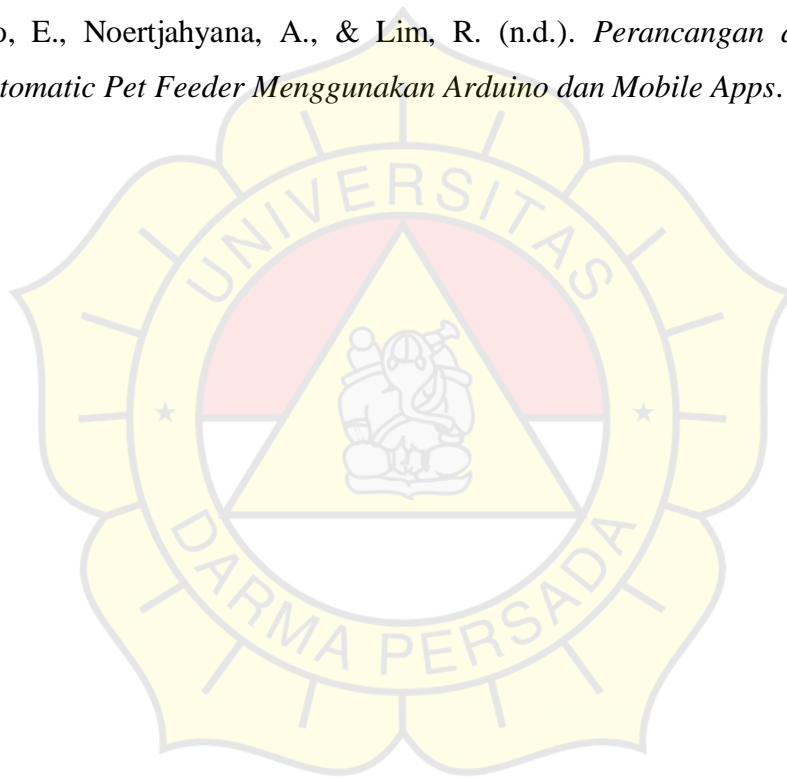 o, E., Noertjahyana, A., & Lim, R. (n.d.). Perancangan
tomatic Pet Feeder Menggunakan Arduino dan Mobile Apps.
UNIVERSITAS
DARMA PERSADA